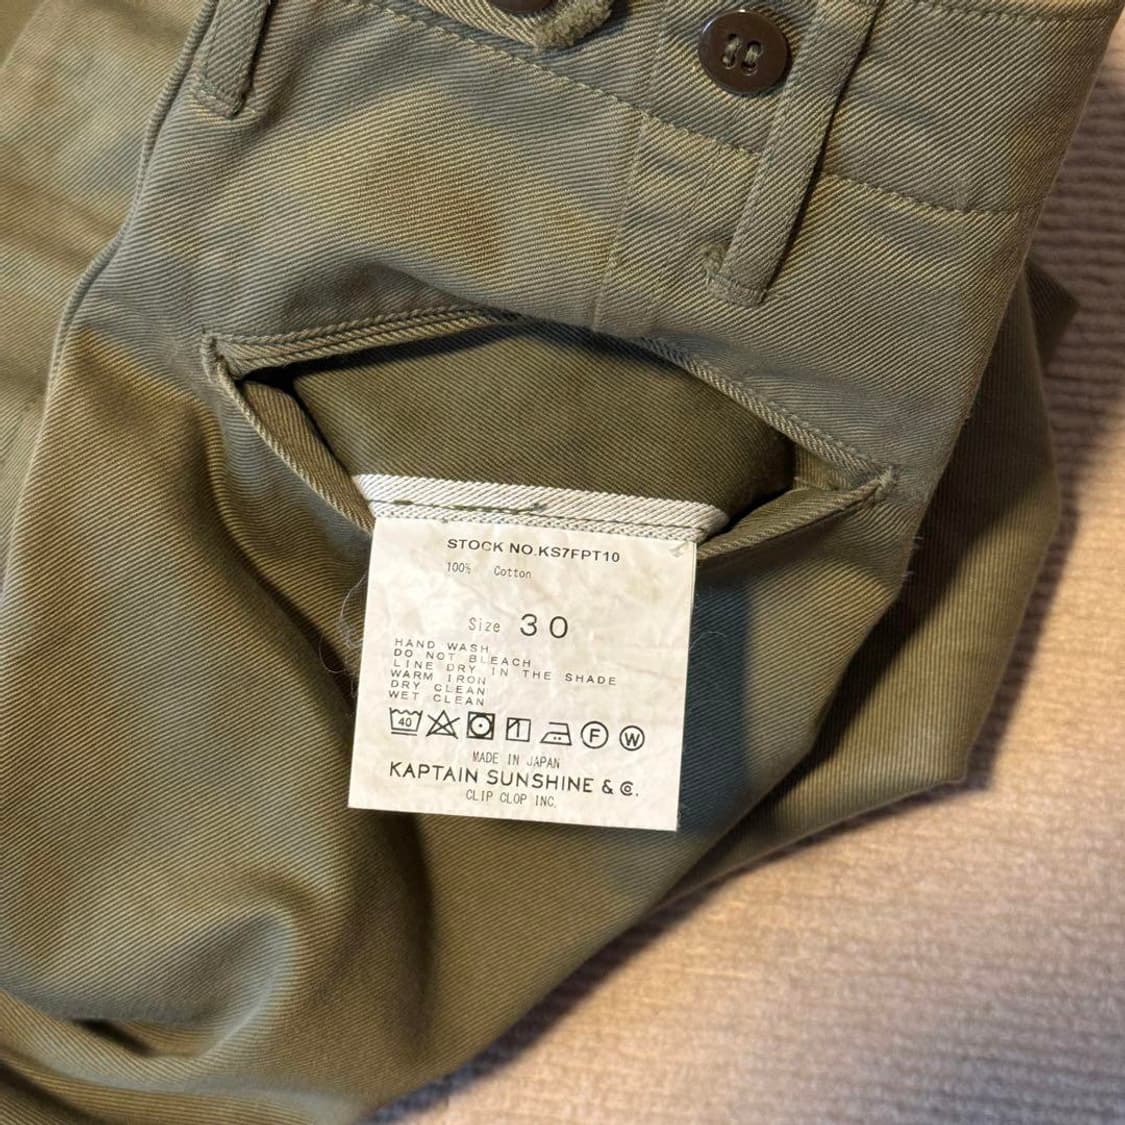 STOCK NO.KS7FPT10
100% Cotton
Size 30
HAND WASH
DO NOT BLEACH
LINE DRY IN THE SHADE
WARM IRON
DRY CLEAN
WET CLEAN
40 F W
MADE IN JAPAN
KAPTAIN SUNSHINE & Co.
CLIP CLOP INC.